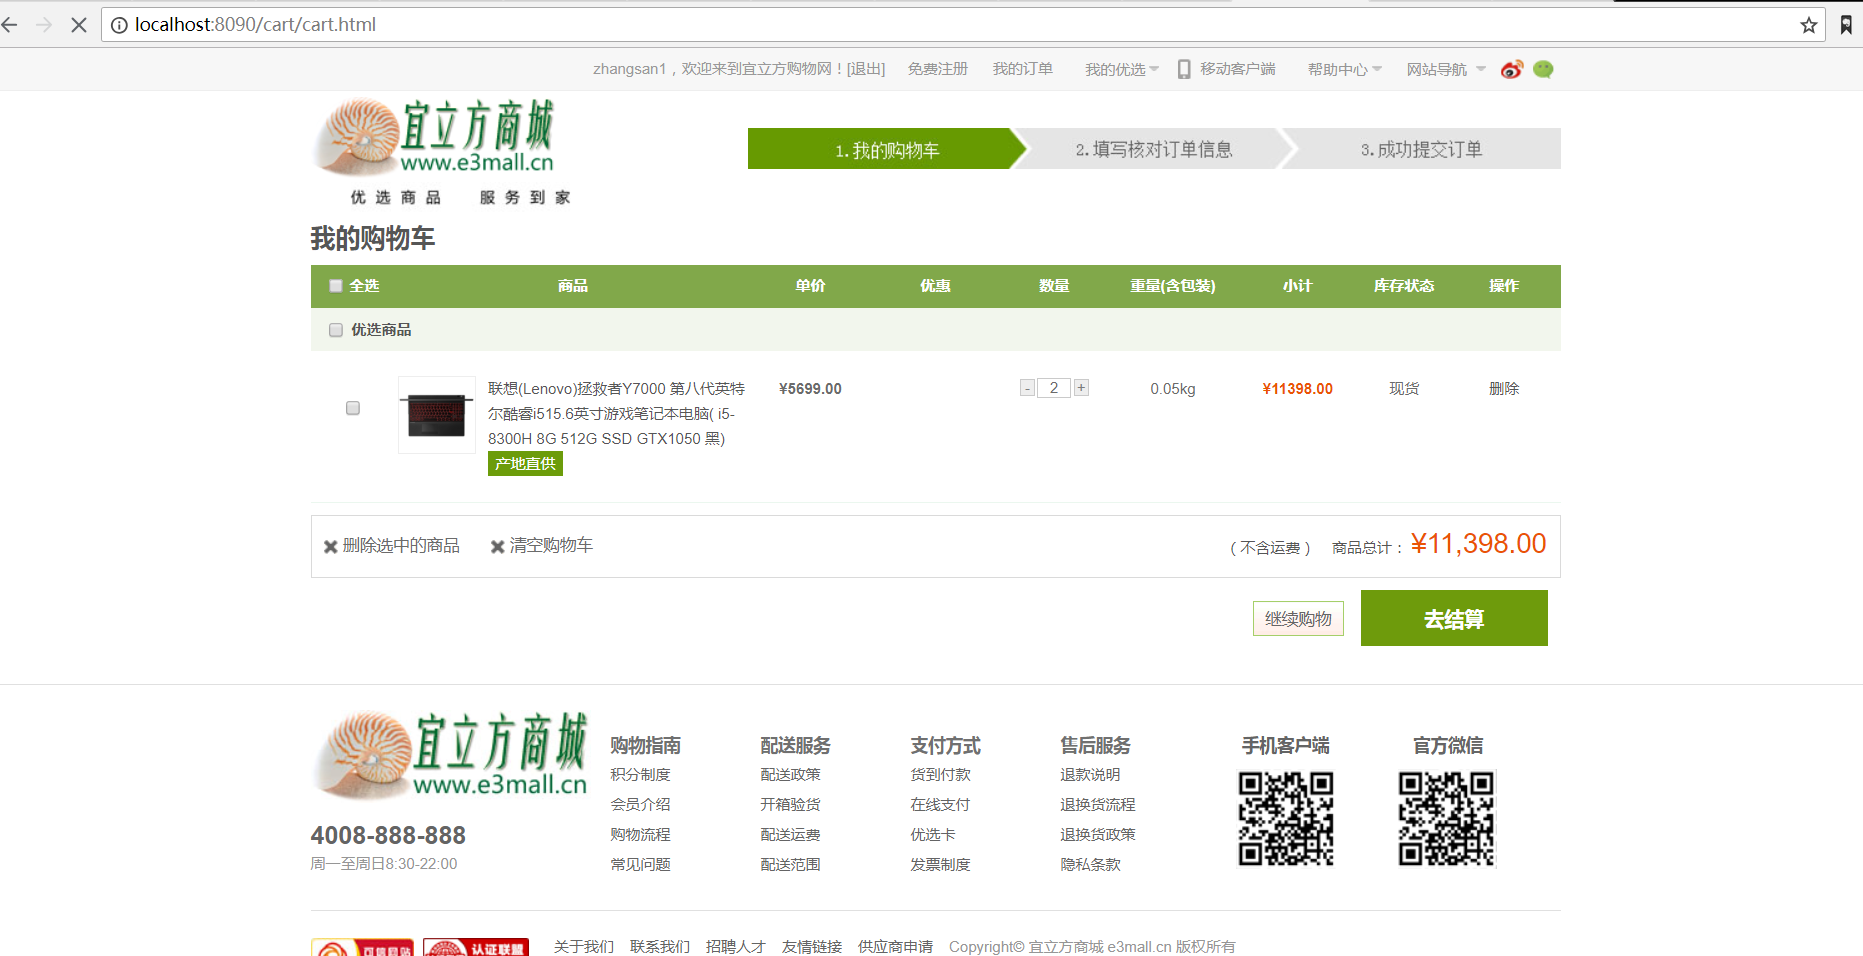 localhost:8090/cart/cart.html
zhangsan1，欢迎来到宜立方购物网！[退出] 免费注册 我的订单 我的优选 移动客户端 帮助中心 网站导航
宜立方商城
www.e3mall.cn
优选商品 服务到家
1.我的购物车 2.填写核对订单信息 3.成功提交订单
我的购物车
全选 商品 单价 优惠 数量 重量(含包装) 小计 库存状态 操作
优选商品
联想(Lenovo)拯救者Y7000 第八代英特 ¥5699.00 - 2 + 0.05kg ¥11398.00 现货 删除
尔酷睿i515.6英寸游戏笔记本电脑( i5-
8300H 8G 512G SSD GTX1050 黑)
产地直供
删除选中的商品 清空购物车 （不含运费） 商品总计： ¥11,398.00
继续购物 去结算
宜立方商城
www.e3mall.cn
4008-888-888
周一至周日8:30-22:00
购物指南
积分制度
会员介绍
购物流程
常见问题
配送服务
配送政策
开箱验货
配送运费
配送范围
支付方式
货到付款
在线支付
优选卡
发票制度
售后服务
退款说明
退换货流程
退换货政策
隐私条款
手机客户端
官方微信
可信网站 认证联盟 关于我们 联系我们 招聘人才 友情链接 供应商申请 Copyright© 宜立方商城 e3mall.cn 版权所有